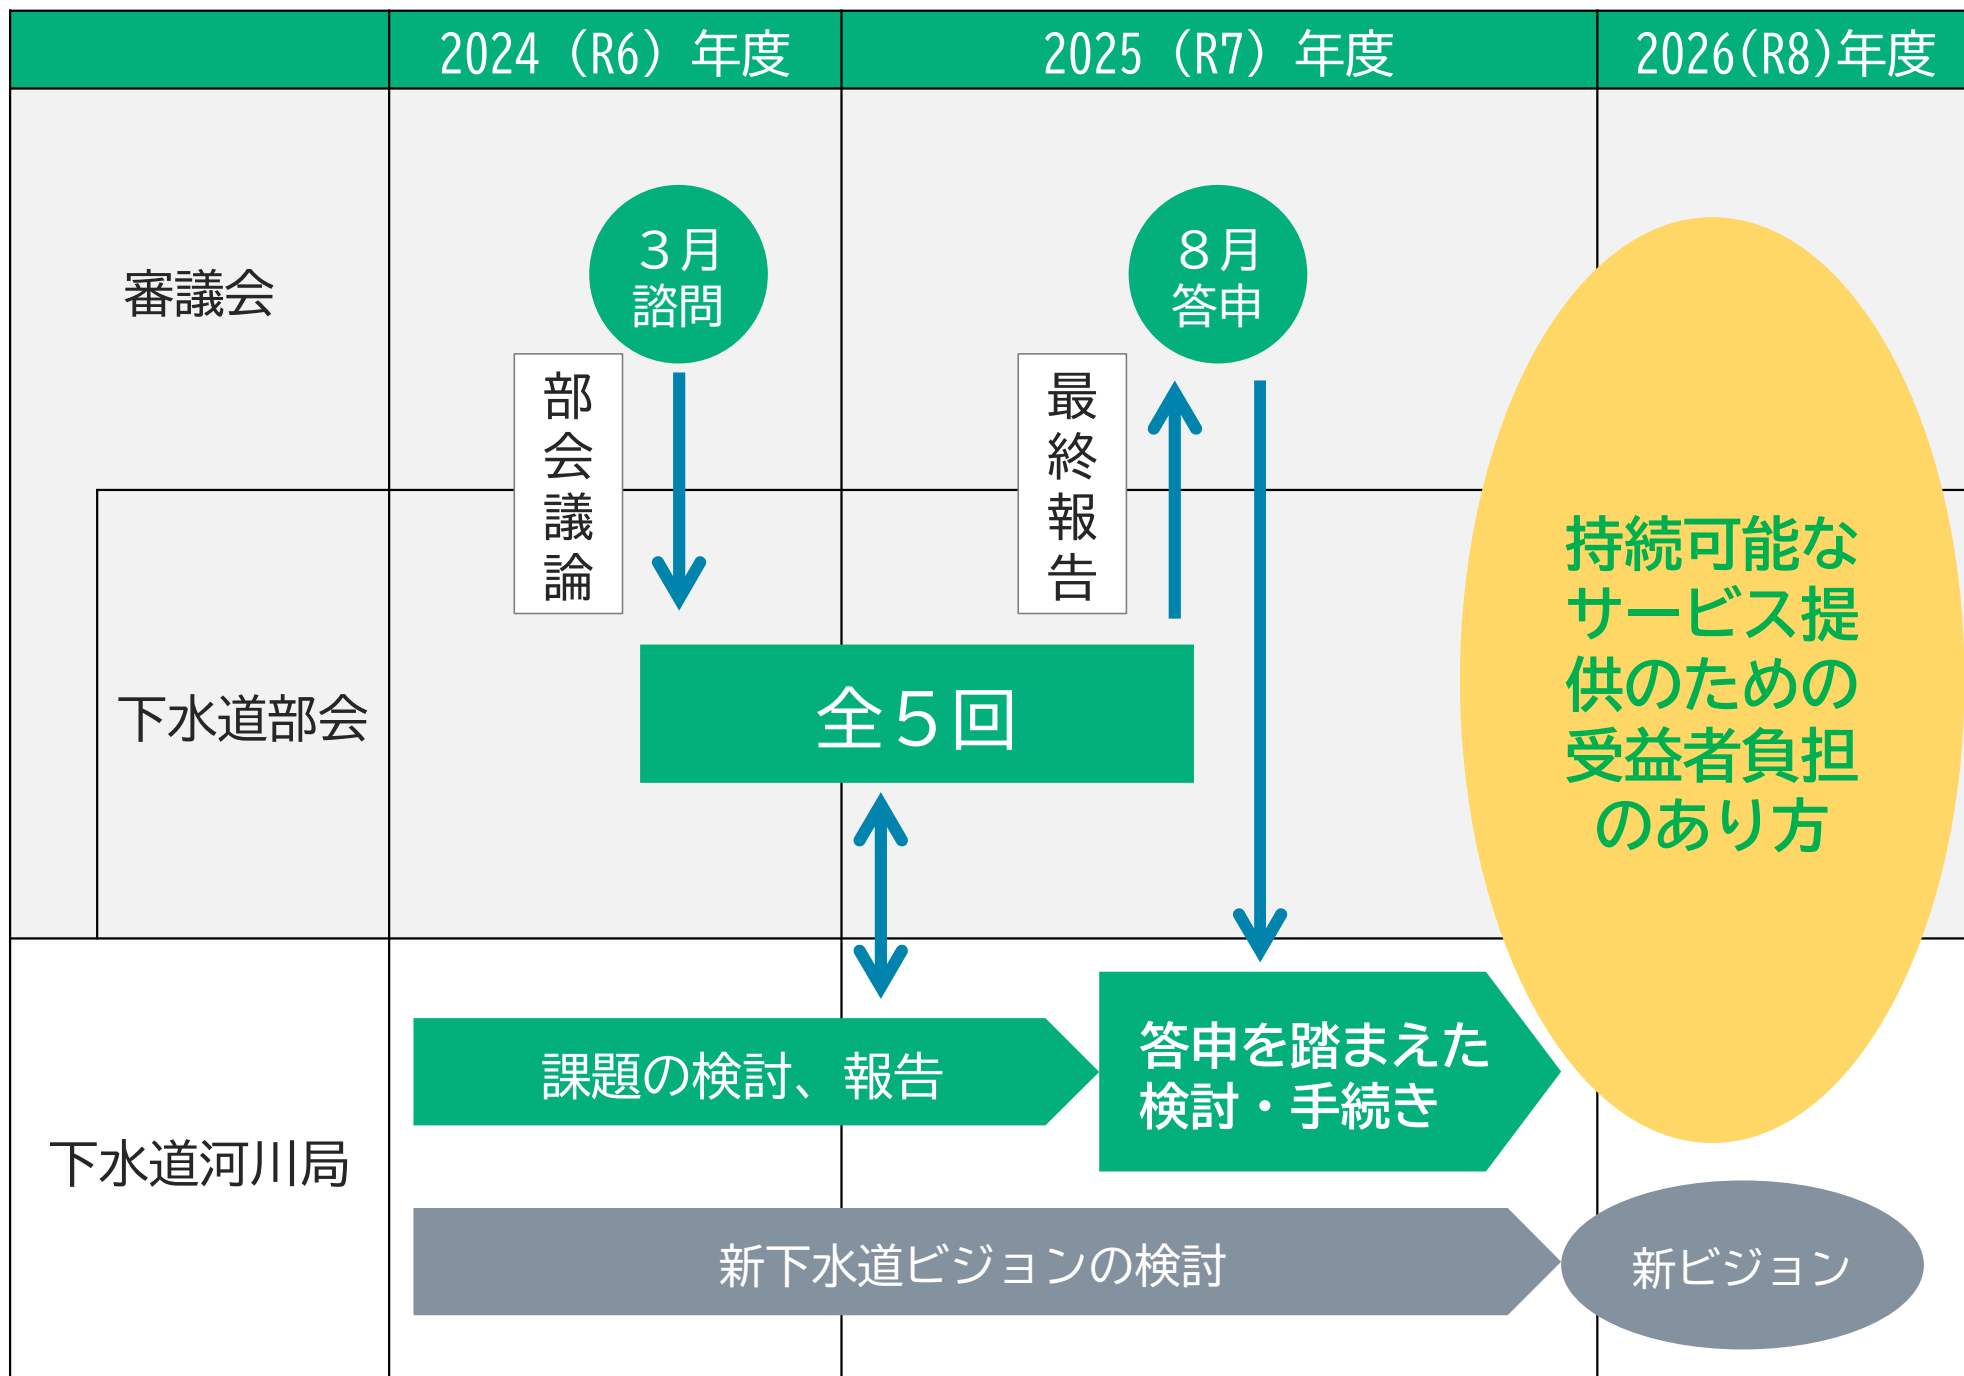 2024（R6）年度
2025（R7）年度
2026(R8)年度
審議会
３月
諮問
８月
答申
部会議論
最終報告
下水道部会
全５回
持続可能な
サービス提
供のための
受益者負担
のあり方
下水道河川局
課題の検討、報告
答申を踏まえた
検討・手続き
新下水道ビジョンの検討
新ビジョン